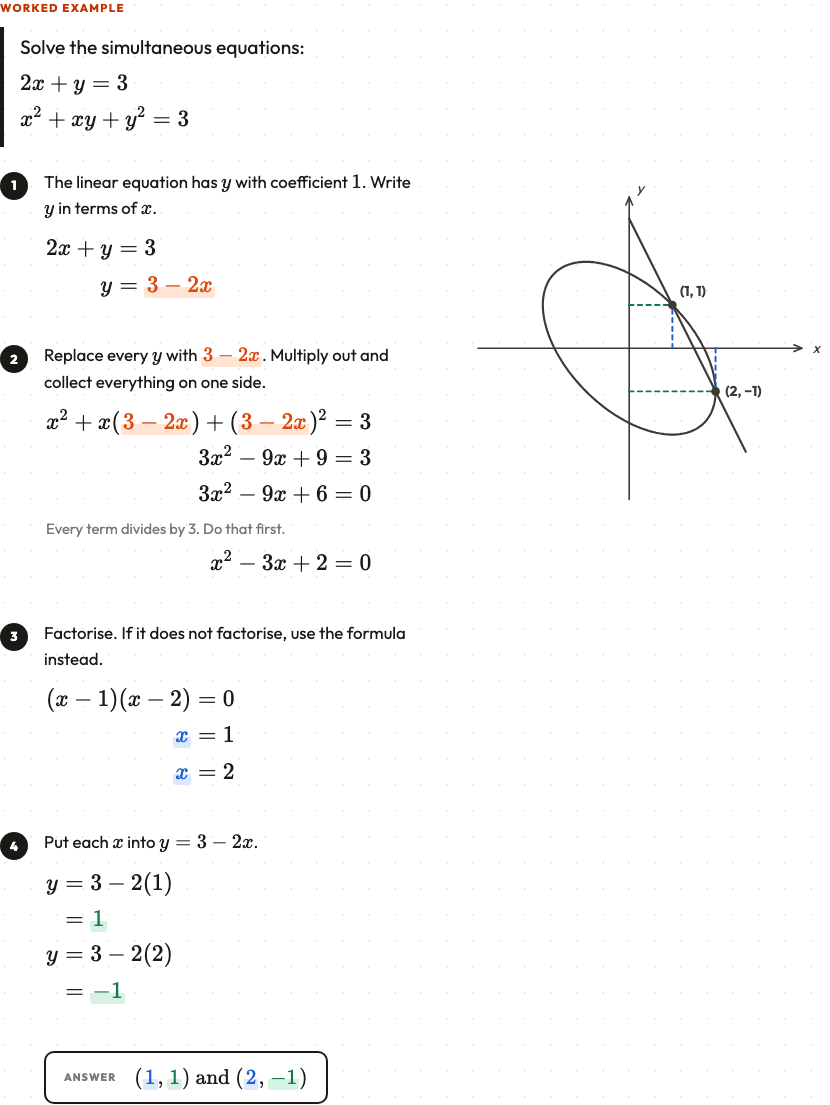 WORKED EXAMPLE
Solve the simultaneous equations:
2x + y = 3
x² + xy + y² = 3
1
The linear equation has y with coefficient 1. Write
y in terms of x.
2x + y = 3
y = 3 − 2x
2
Replace every y with 3 − 2x. Multiply out and
collect everything on one side.
x² + x(3 − 2x) + (3 − 2x)² = 3
3x² − 9x + 9 = 3
3x² − 9x + 6 = 0
Every term divides by 3. Do that first.
x² − 3x + 2 = 0
3
Factorise. If it does not factorise, use the formula
instead.
(x − 1)(x − 2) = 0
x = 1
x = 2
4
Put each x into y = 3 − 2x.
y = 3 − 2(1)
= 1
y = 3 − 2(2)
= −1
ANSWER (1, 1) and (2, −1)
y
(1, 1)
x
(2, −1)